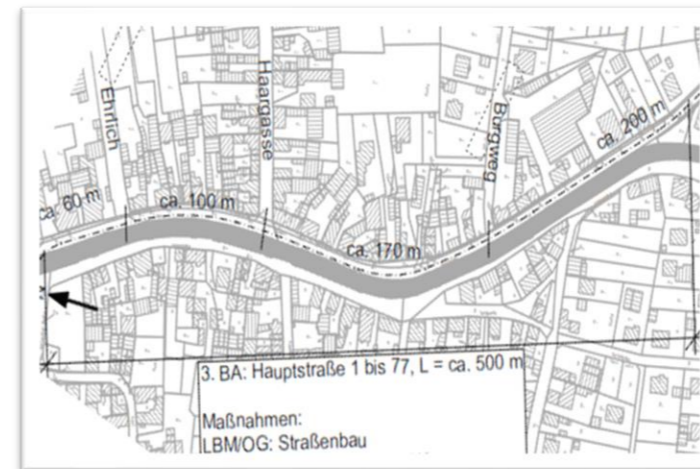 Ehrlich
Haargasse
Burgweg
ca. 200 m
ca. 60 m
ca. 100 m
ca. 170 m
3. BA: Hauptstraße 1 bis 77, L = ca. 500 m
Maßnahmen:
LBM/OG: Straßenbau